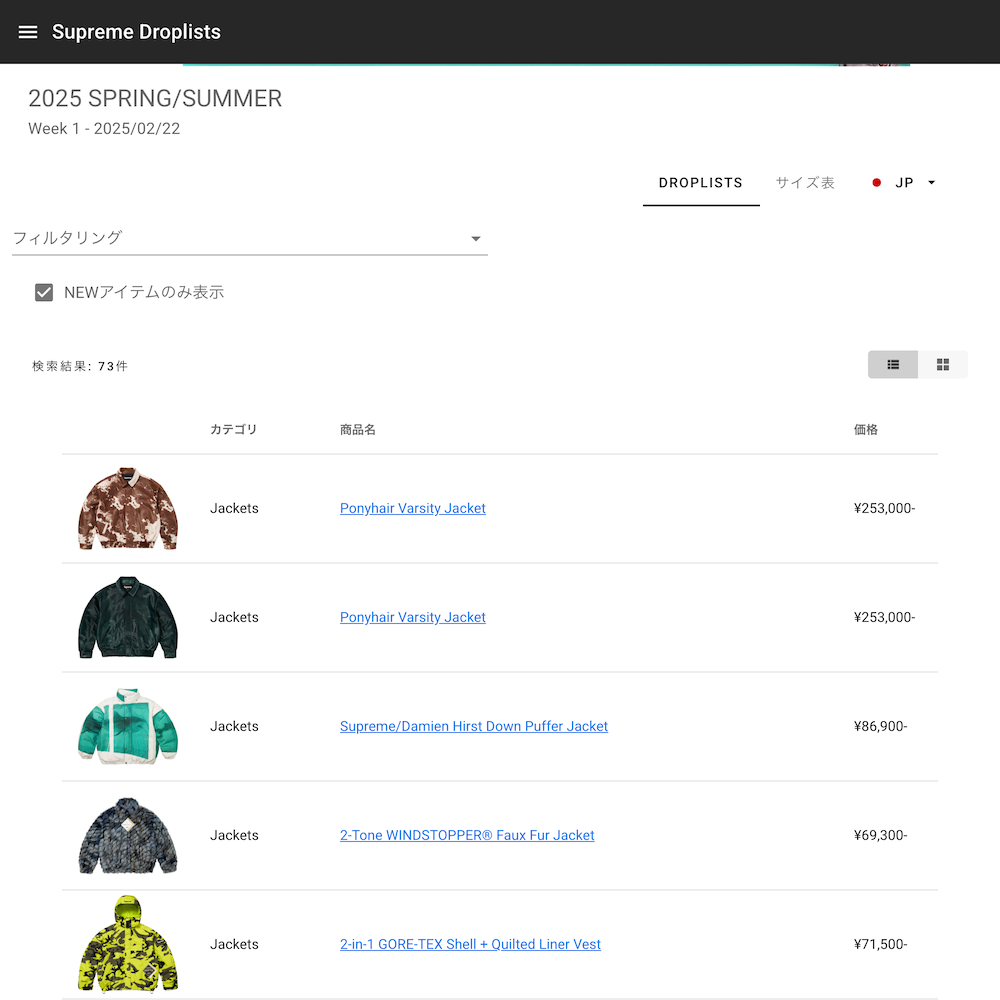 Supreme Droplists
2025 SPRING/SUMMER
Week 1 - 2025/02/22
DROPLISTS サイズ表 JP
フィルタリング
NEWアイテムのみ表示
検索結果: 73件
カテゴリ 商品名 価格
Jackets Ponyhair Varsity Jacket ¥253,000-
Jackets Ponyhair Varsity Jacket ¥253,000-
Jackets Supreme/Damien Hirst Down Puffer Jacket ¥86,900-
Jackets 2-Tone WINDSTOPPER® Faux Fur Jacket ¥69,300-
Jackets 2-in-1 GORE-TEX Shell + Quilted Liner Vest ¥71,500-